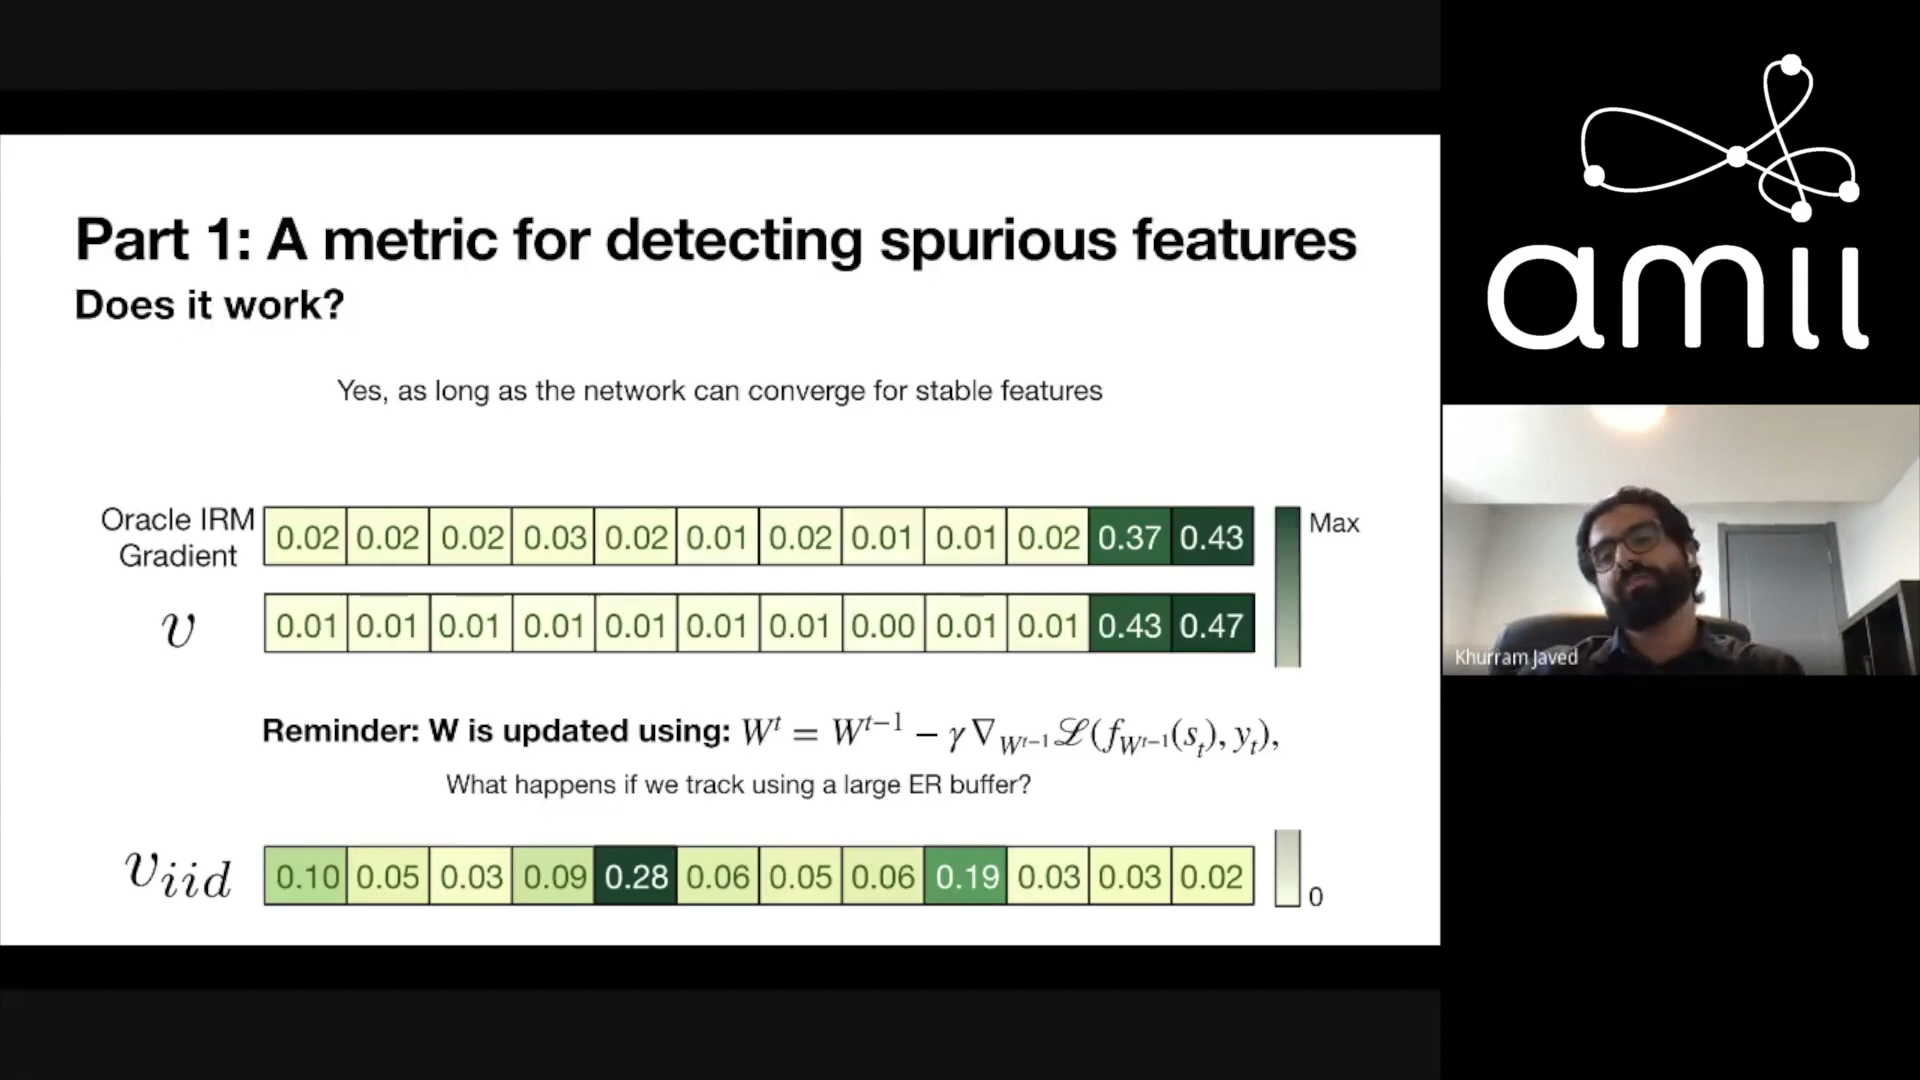 Part 1: A metric for detecting spurious features
Does it work?
Yes, as long as the network can converge for stable features
Oracle IRM
Gradient
0.02 0.02 0.02 0.03 0.02 0.01 0.02 0.01 0.01 0.02 0.37 0.43
Max
v
0.01 0.01 0.01 0.01 0.01 0.01 0.01 0.00 0.01 0.01 0.43 0.47
Reminder: W is updated using: W^t = W^{t−1} − γ∇_{W^{t−1}} ℒ(f_{W^{t−1}}(s_t), y_t),
What happens if we track using a large ER buffer?
v_{iid}
0.10 0.05 0.03 0.09 0.28 0.06 0.05 0.06 0.19 0.03 0.03 0.02
0
amii
Khurram Javed